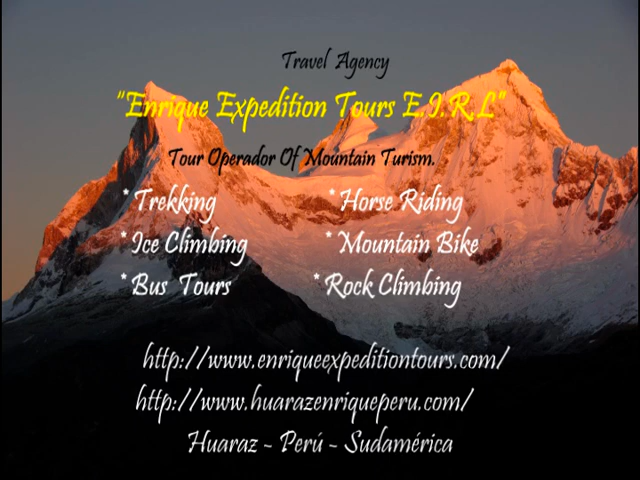 Travel Agency
"Enrique Expedition Tours E.I.R.L"
Tour Operador Of Mountain Turism.
* Trekking * Horse Riding
* Ice Climbing * Mountain Bike
* Bus Tours * Rock Climbing
http://www.enriqueexpeditiontours.com/
http://www.huarazenriqueperu.com/
Huaraz ~ Perú ~ Sudamérica